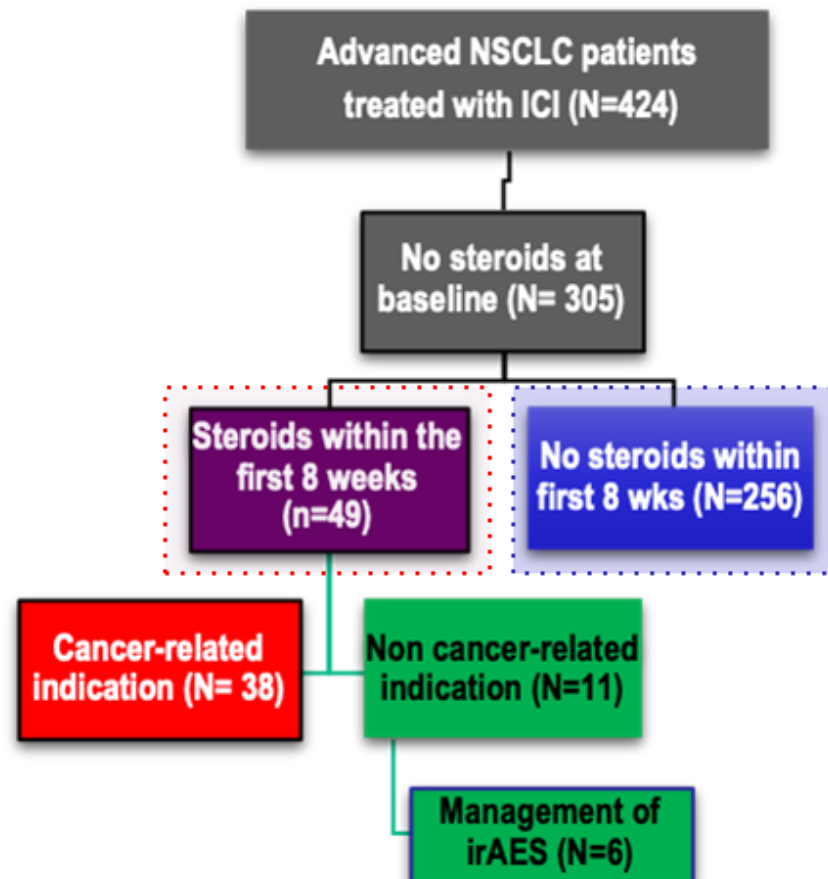 Advanced NSCLC patients
treated with ICI (N=424)
No steroids at
baseline (N= 305)
Steroids within the
first 8 weeks
(n=49)
No steroids within
first 8 wks (N=256)
Cancer-related
indication (N= 38)
Non cancer-related
indication (N=11)
Management of
irAES (N=6)